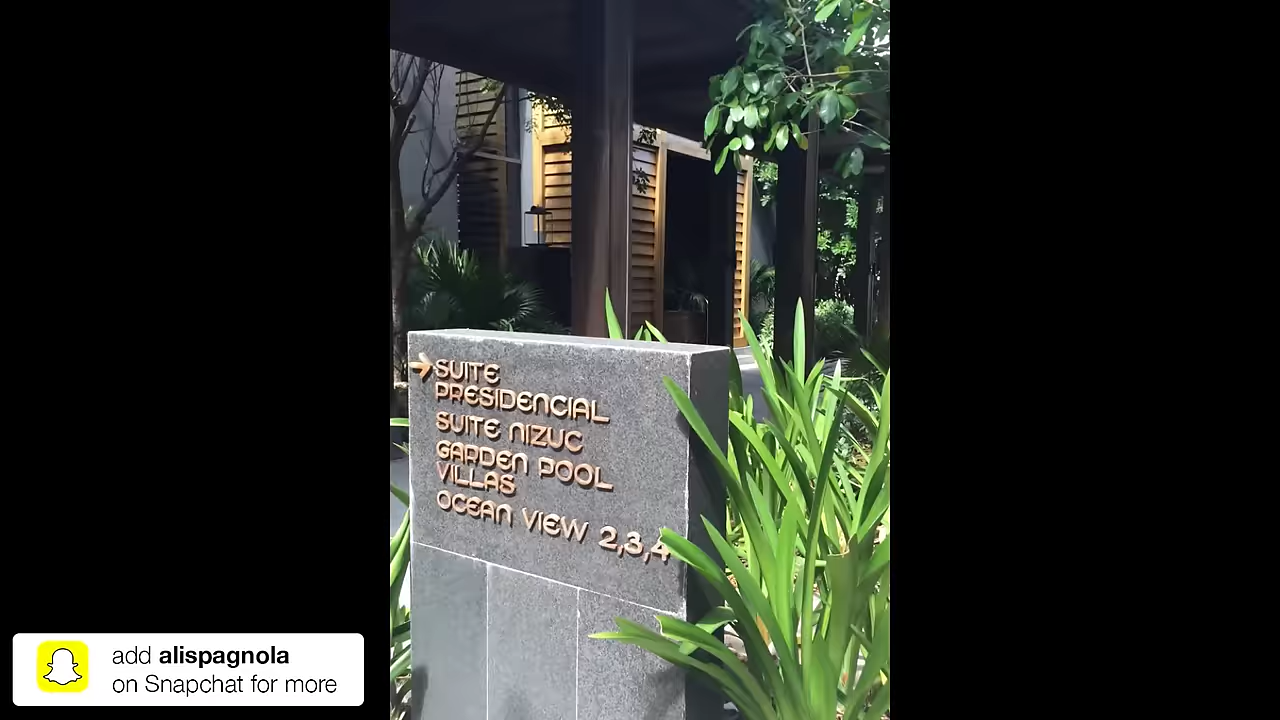 SUITE
PRESIDENCIAL
SUITE NIZUC
GARDEN POOL
VILLAS
OCEAN VIEW 2,3,4
add alispagnola
on Snapchat for more